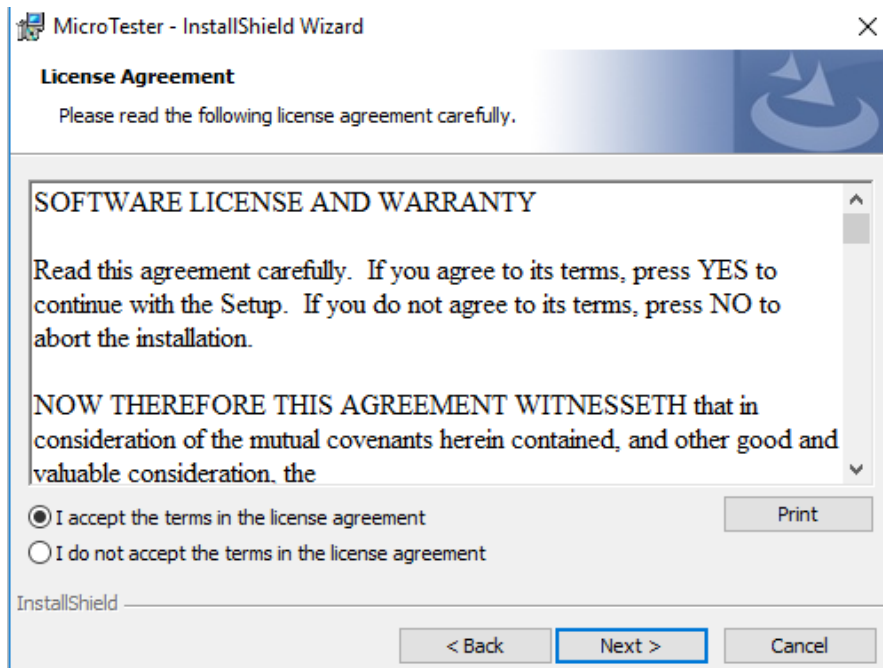 MicroTester - InstallShield Wizard
License Agreement
Please read the following license agreement carefully.
SOFTWARE LICENSE AND WARRANTY
Read this agreement carefully.  If you agree to its terms, press YES to
continue with the Setup.  If you do not agree to its terms, press NO to
abort the installation.
NOW THEREFORE THIS AGREEMENT WITNESSETH that in
consideration of the mutual covenants herein contained, and other good and
valuable consideration, the
I accept the terms in the license agreement
Print
I do not accept the terms in the license agreement
InstallShield
< Back
Next >
Cancel